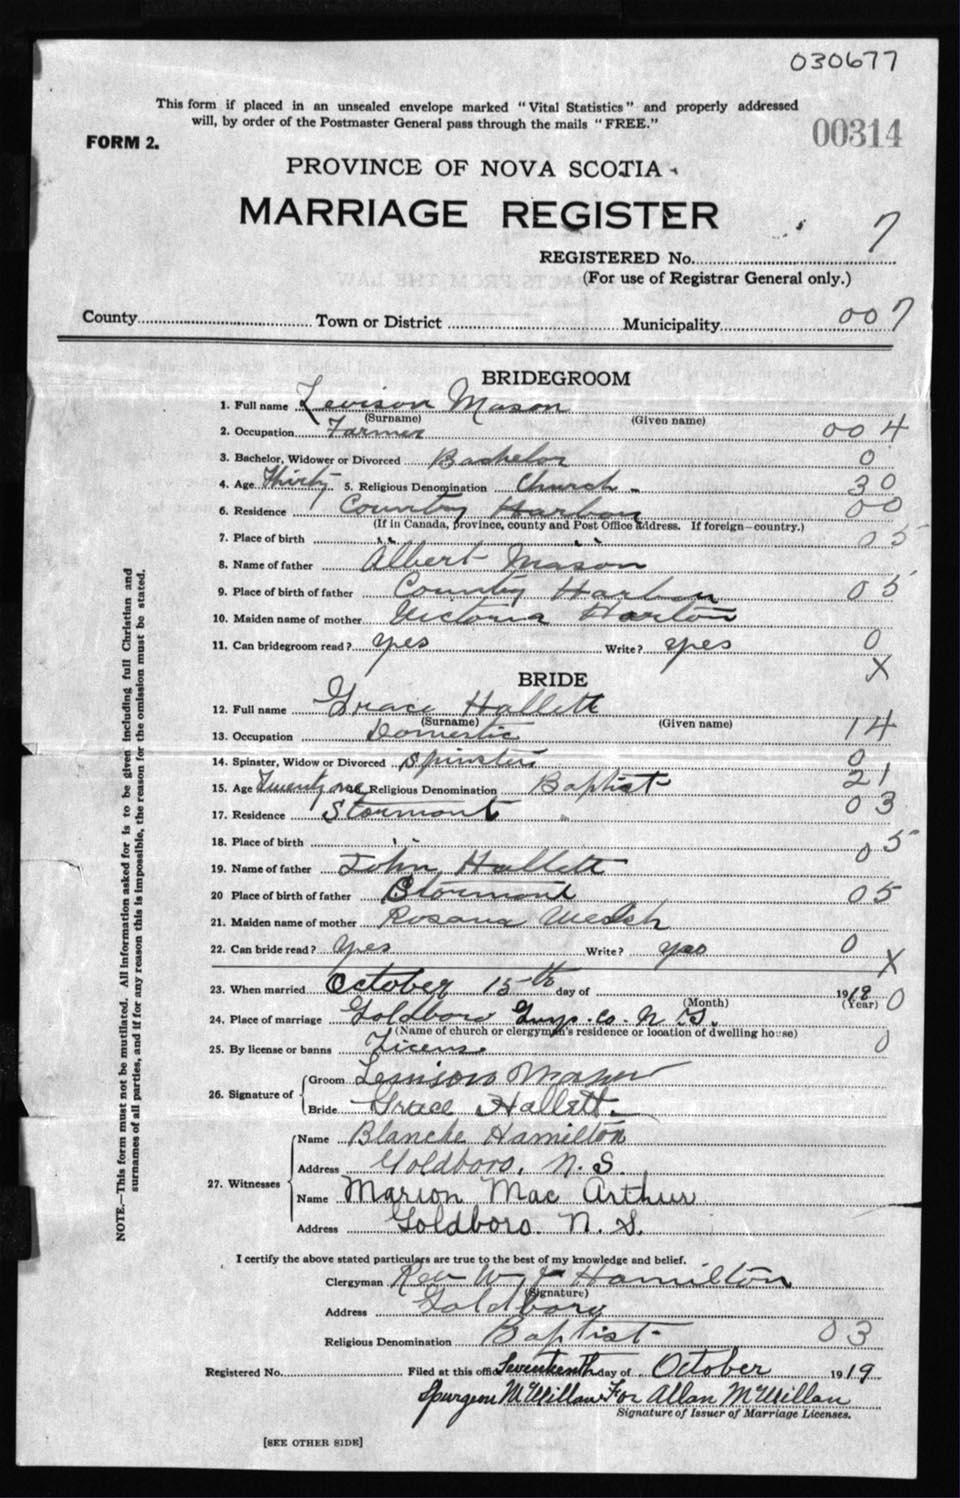 030677
This form if placed in an unsealed envelope marked "Vital Statistics" and properly addressed
will, by order of the Postmaster General pass through the mails "FREE."
00314
FORM 2.
PROVINCE OF NOVA SCOTIA
MARRIAGE REGISTER
REGISTERED No. 7
(For use of Registrar General only.)
County Town or District Municipality 007
BRIDEGROOM
1. Full name Levison Mason
(Surname) (Given name)
2. Occupation Farmer 00 4
3. Bachelor, Widower or Divorced Bachelor 0
4. Age Thirty 5. Religious Denomination Church - 30
6. Residence Country Harbor 00
(If in Canada, province, county and Post Office address. If foreign—country.)
7. Place of birth " " 05
8. Name of father Albert Mason
9. Place of birth of father Country Harbor 05
10. Maiden name of mother Victoria Horton
11. Can bridegroom read? yes Write? yes 0
X
BRIDE
12. Full name Grace Hallett
(Surname) (Given name)
13. Occupation Domestic 14
14. Spinster, Widow or Divorced Spinster 0
15. Age Twenty one Religious Denomination Baptist 21
17. Residence Stormont 03
18. Place of birth " 05
19. Name of father John Hallett
20 Place of birth of father Stormont 05
21. Maiden name of mother Rosana Welsh
22. Can bride read? Yes Write? yes 0
X
23. When married October 15th day of 1919 0
(Month) (Year)
24. Place of marriage Goldboro Guys. Co. N. S.
(Name of church or clergyman's residence or location of dwelling house)
25. By license or banns License 0
26. Signature of Groom Levison Mason
Bride Grace Hallett
27. Witnesses Name Blanche Hamilton
Address Goldboro, N. S.
Name Marion Mac Arthur
Address Goldboro. N. S.
I certify the above stated particulars are true to the best of my knowledge and belief.
Clergyman Rev W J Hamilton
(Signature)
Address Goldboro
Religious Denomination Baptist 03
Registered No. Filed at this office Seventeenth day of October 1919
Spurgeon McMillan For Allan McMillan
Signature of Issuer of Marriage Licenses.
[SEE OTHER SIDE]
NOTE.—This form must not be mutilated. All information asked for is to be given including full Christian and
surnames of all parties, and if for any reason this is impossible, the reason for the omission must be stated.